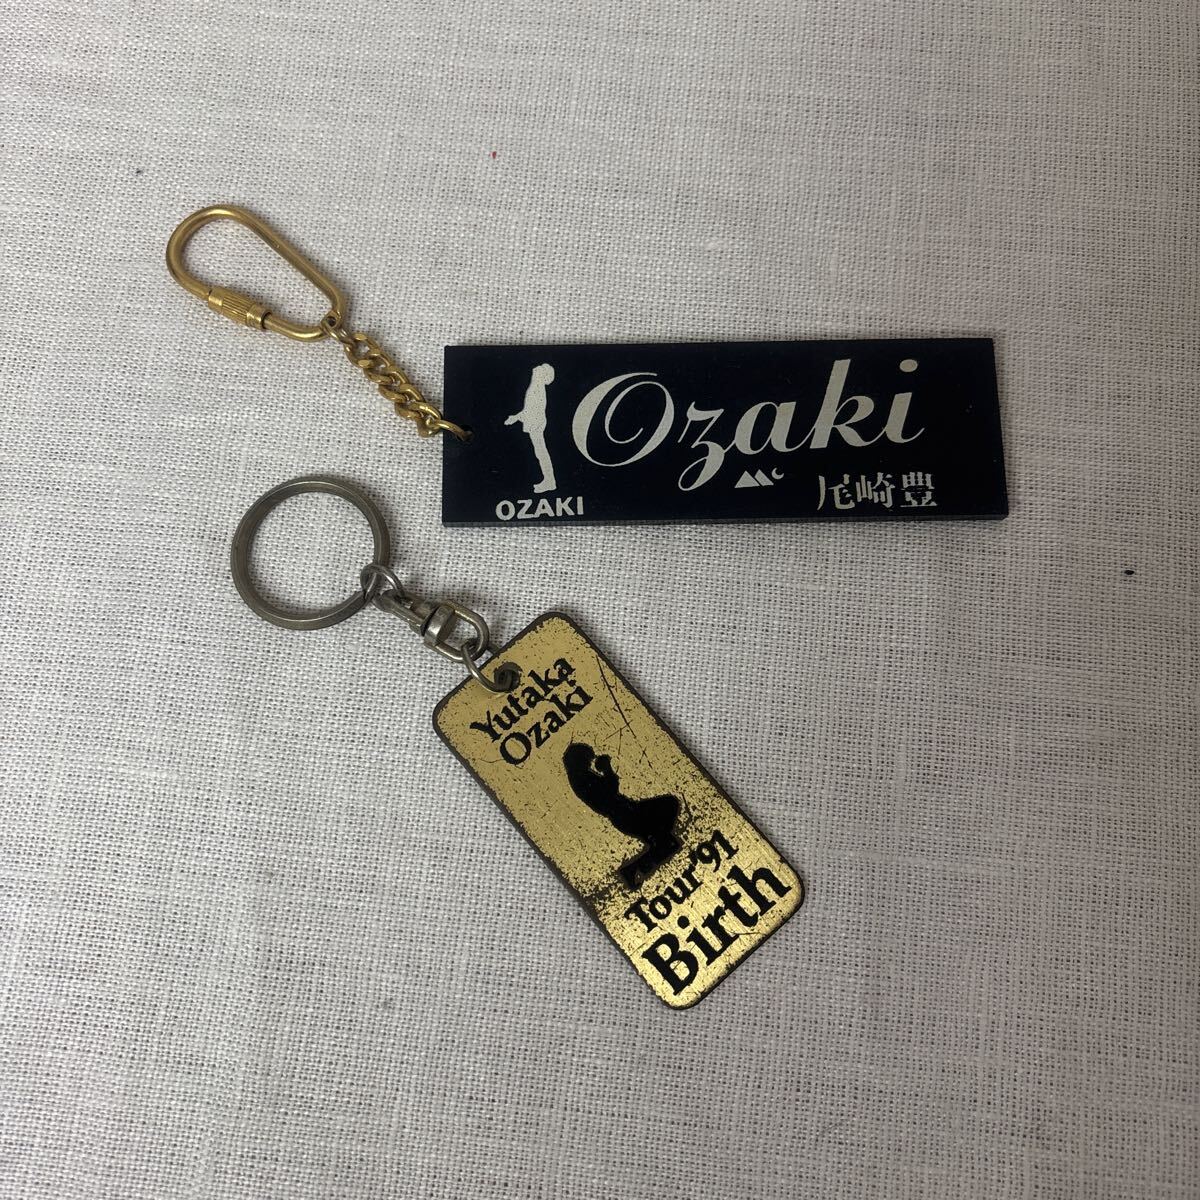 Ozaki
OZAKI
尾崎豊
Yutaka
Ozaki
Tour'91
Birth